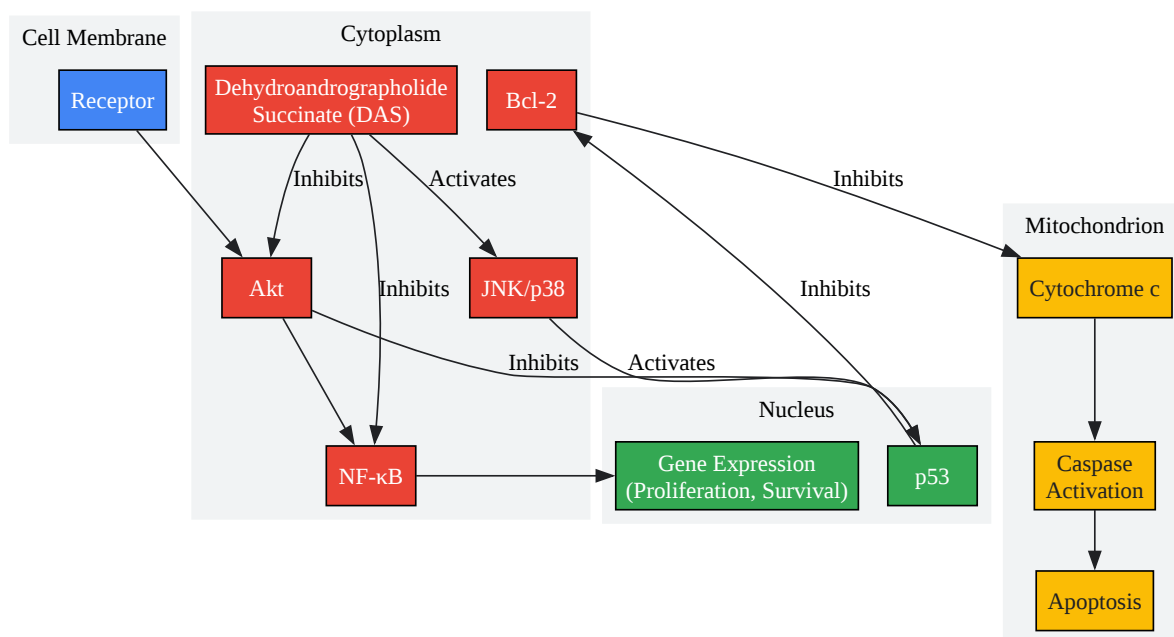 Cell Membrane
Cytoplasm
Receptor
Dehydroandrographolide
Succinate (DAS)
Bcl-2
Inhibits
Activates
Inhibits
Mitochondrion
Akt
Inhibits
JNK/p38
Inhibits
Cytochrome c
Inhibits
Activates
Nucleus
NF-κB
Gene Expression
(Proliferation, Survival)
p53
Caspase
Activation
Apoptosis